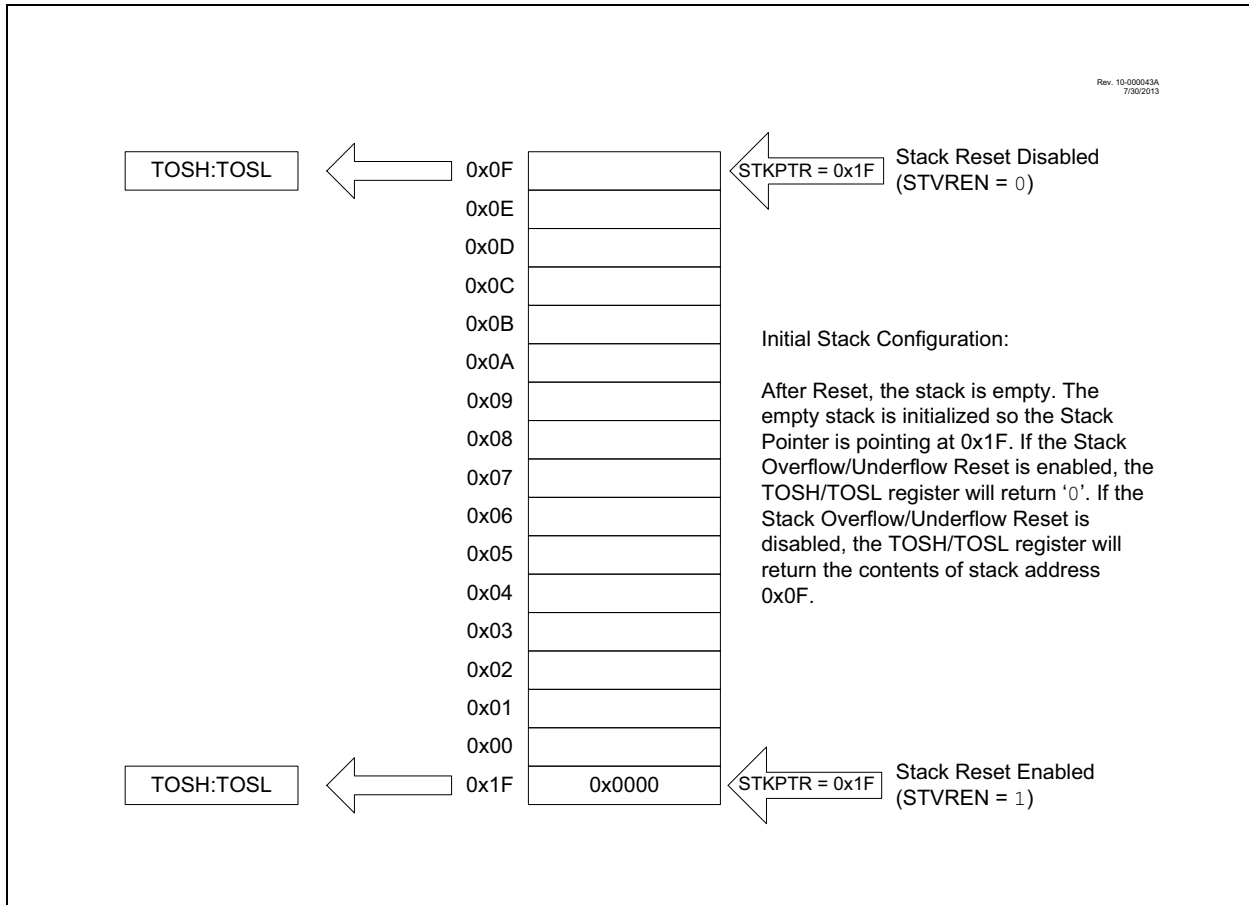 Rev. 10-000043A
7/30/2013
TOSH:TOSL
0x0F
STKPTR = 0x1F
Stack Reset Disabled
(STVREN = 0)
0x0E
0x0D
0x0C
0x0B
0x0A
0x09
0x08
0x07
0x06
0x05
0x04
0x03
0x02
0x01
0x00
Initial Stack Configuration:
After Reset, the stack is empty. The
empty stack is initialized so the Stack
Pointer is pointing at 0x1F. If the Stack
Overflow/Underflow Reset is enabled, the
TOSH/TOSL register will return ‘0’. If the
Stack Overflow/Underflow Reset is
disabled, the TOSH/TOSL register will
return the contents of stack address
0x0F.
TOSH:TOSL
0x1F
0x0000
STKPTR = 0x1F
Stack Reset Enabled
(STVREN = 1)